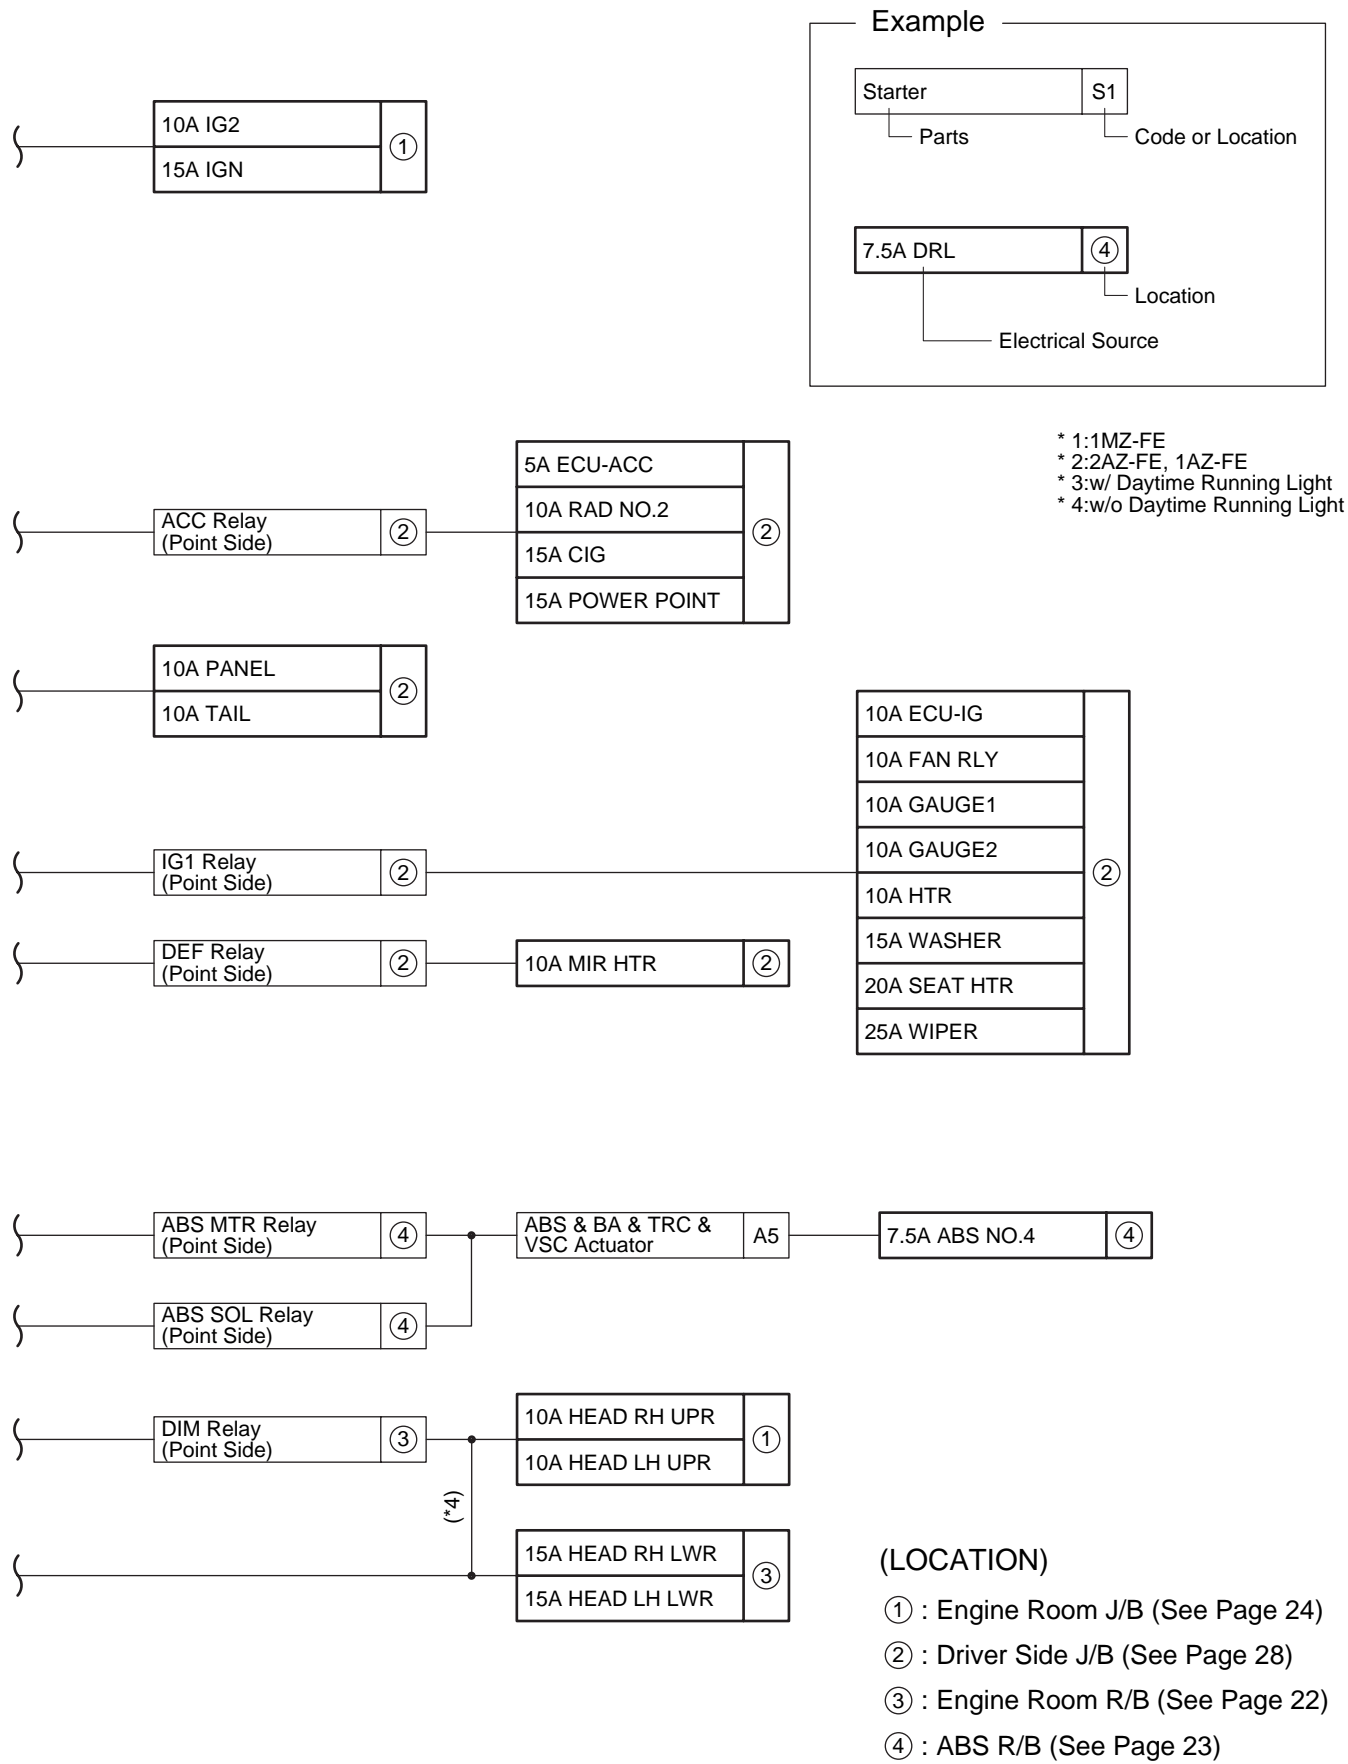 Example
Starter
S1
Parts
Code or Location
7.5A DRL
④
Location
Electrical Source
10A IG2
15A IGN
①
* 1:1MZ-FE
* 2:2AZ-FE, 1AZ-FE
* 3:w/ Daytime Running Light
* 4:w/o Daytime Running Light
ACC Relay
(Point Side)
②
5A ECU-ACC
10A RAD NO.2
15A CIG
15A POWER POINT
②
10A PANEL
10A TAIL
②
IG1 Relay
(Point Side)
②
10A ECU-IG
10A FAN RLY
10A GAUGE1
10A GAUGE2
10A HTR
15A WASHER
20A SEAT HTR
25A WIPER
②
DEF Relay
(Point Side)
②
10A MIR HTR
②
ABS MTR Relay
(Point Side)
④
ABS & BA & TRC &
VSC Actuator
A5
7.5A ABS NO.4
④
ABS SOL Relay
(Point Side)
④
DIM Relay
(Point Side)
③
10A HEAD RH UPR
10A HEAD LH UPR
①
(*4)
15A HEAD RH LWR
15A HEAD LH LWR
③
(LOCATION)
① : Engine Room J/B (See Page 24)
② : Driver Side J/B (See Page 28)
③ : Engine Room R/B (See Page 22)
④ : ABS R/B (See Page 23)